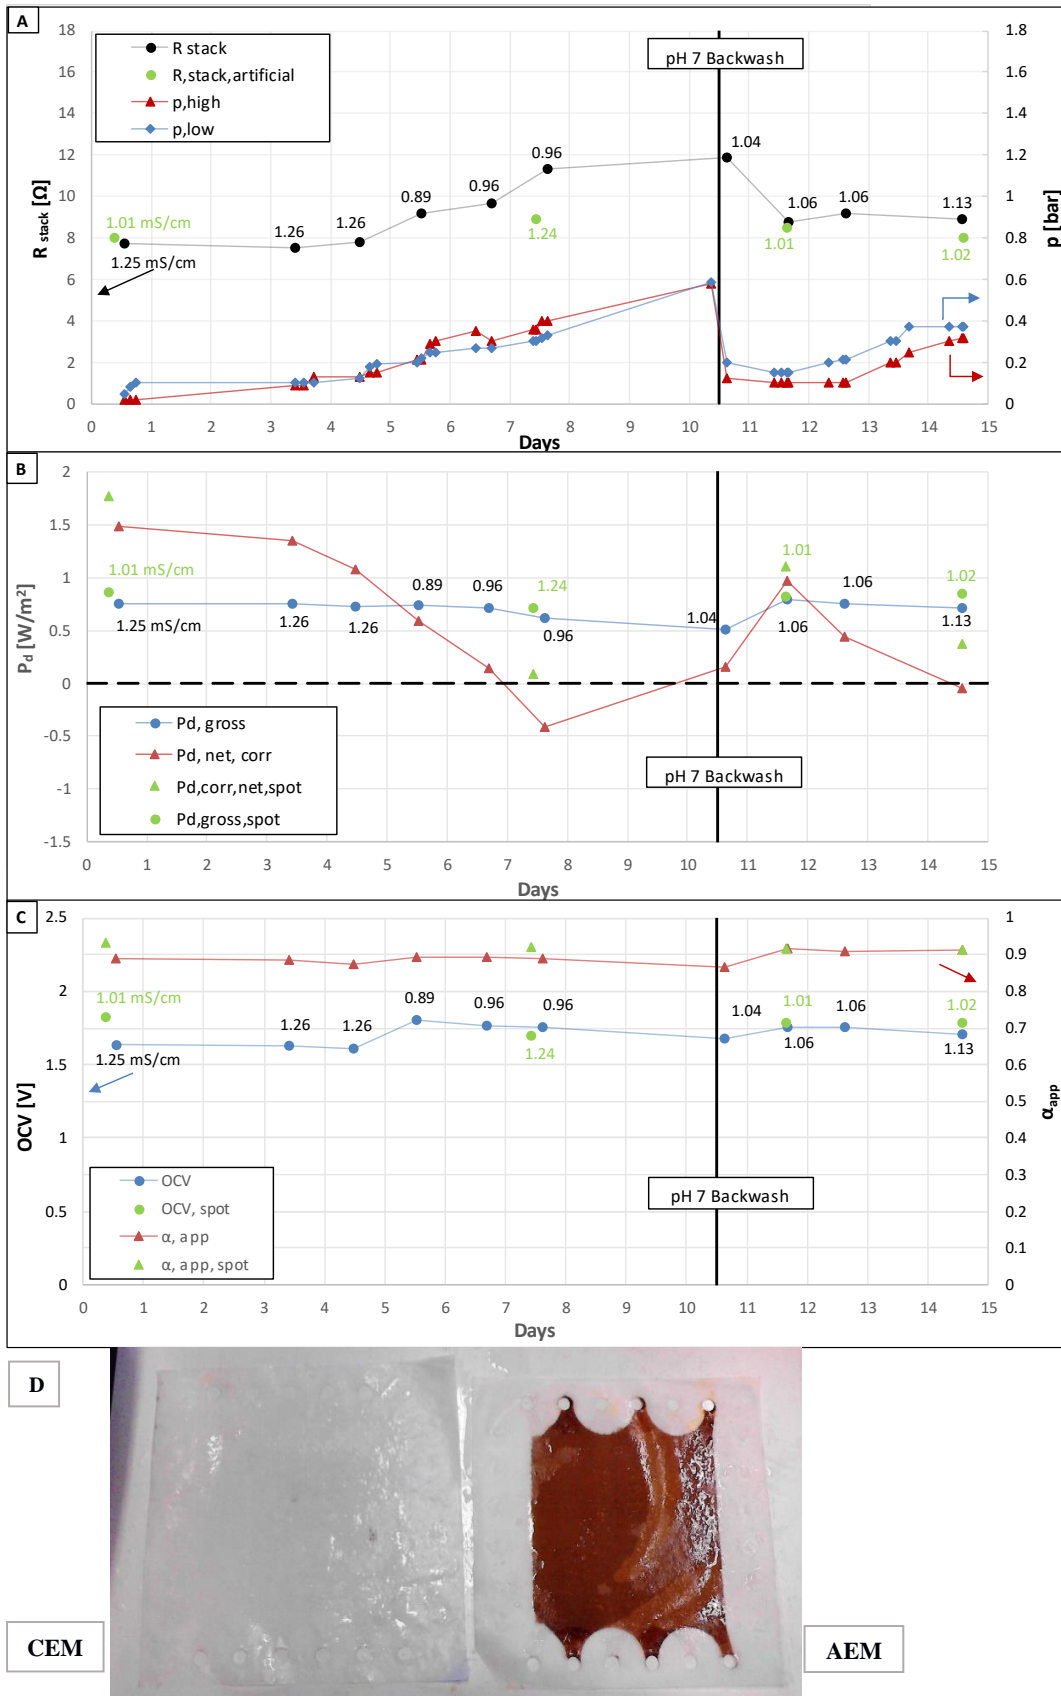 A
18
16
14
12
10
8
6
4
2
0
R stack [Ω]
1.8
1.6
1.4
1.2
1
0.8
0.6
0.4
0.2
0
p [bar]
R stack
R,stack,artificial
p,high
p,low
pH 7 Backwash
1.01 mS/cm
1.25 mS/cm
1.26
1.26
0.89
0.96
0.96
1.24
1.04
1.06
1.01
1.06
1.13
1.02
0 1 2 3 4 5 6 7 8 9 10 11 12 13 14 15
Days
B
2
1.5
1
0.5
0
-0.5
-1
-1.5
Pd [W/m²]
1.01 mS/cm
1.25 mS/cm
1.26
1.26
0.89
0.96
1.24
0.96
1.04
1.01
1.06
1.06
1.02
1.13
Pd, gross
Pd, net, corr
Pd,corr,net,spot
Pd,gross,spot
pH 7 Backwash
0 1 2 3 4 5 6 7 8 9 10 11 12 13 14 15
Days
C
2.5
2
1.5
1
0.5
0
OCV [V]
1
0.9
0.8
0.7
0.6
0.5
0.4
0.3
0.2
0.1
0
αapp
1.01 mS/cm
1.25 mS/cm
1.26
1.26
0.89
0.96
0.96
1.24
1.04
1.01
1.06
1.06
1.02
1.13
OCV
OCV, spot
α, app
α, app, spot
pH 7 Backwash
0 1 2 3 4 5 6 7 8 9 10 11 12 13 14 15
Days
D
CEM
AEM